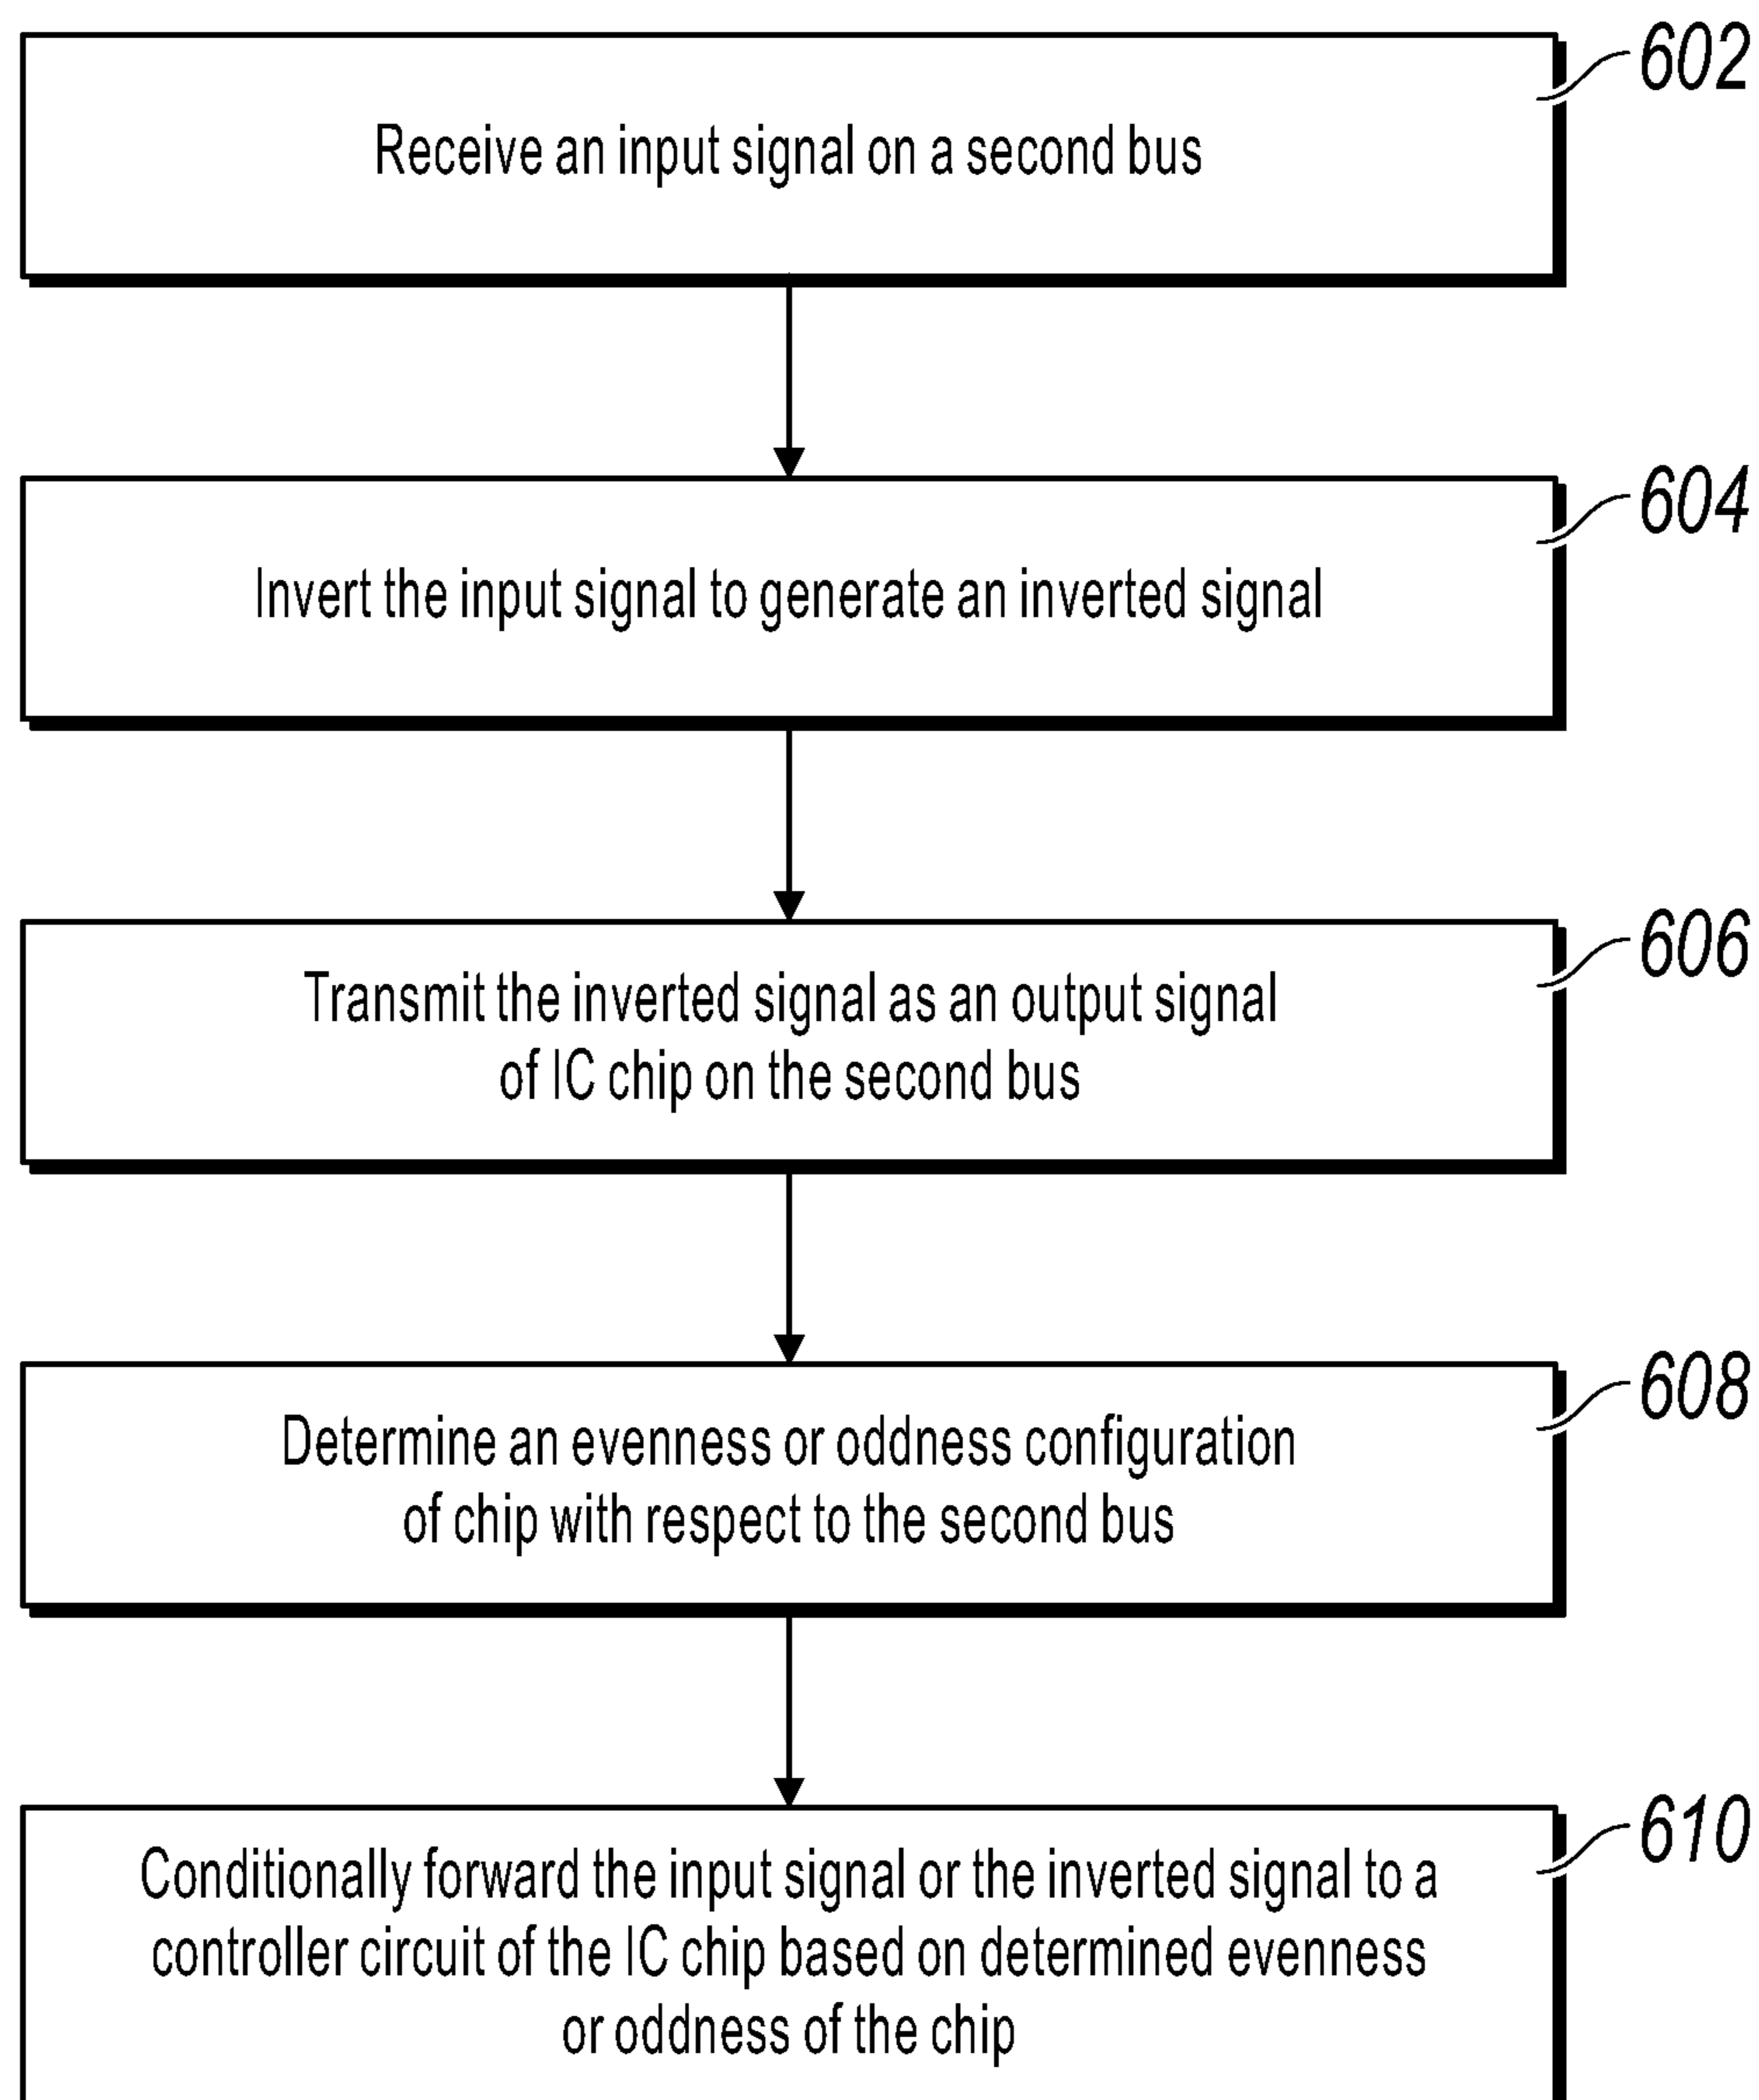 602
Receive an input signal on a second bus
604
Invert the input signal to generate an inverted signal
606
Transmit the inverted signal as an output signal
of IC chip on the second bus
608
Determine an evenness or oddness configuration
of chip with respect to the second bus
610
Conditionally forward the input signal or the inverted signal to a
controller circuit of the IC chip based on determined evenness
or oddness of the chip